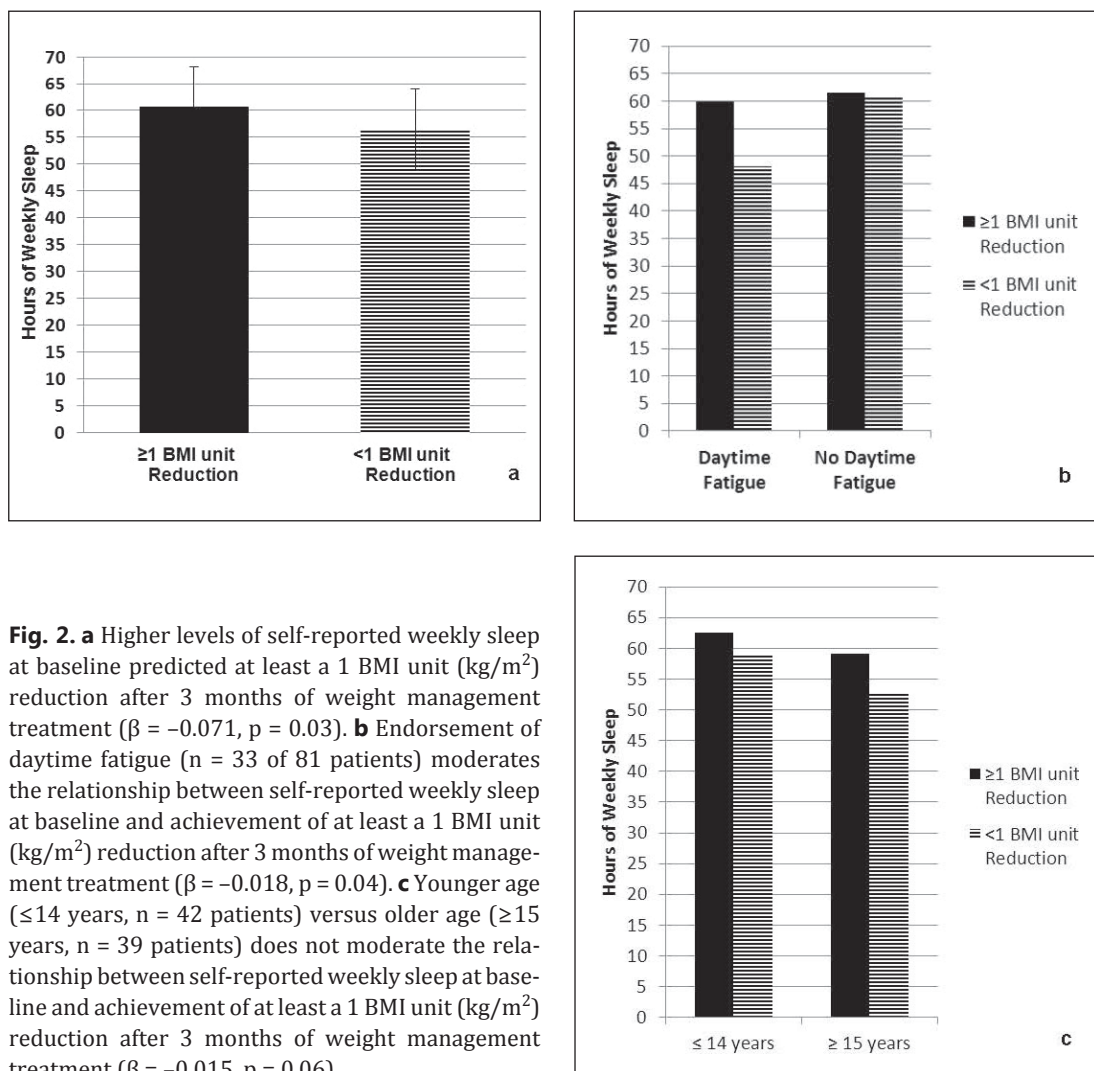 70
65
60
55
50
45
40
35
30
25
20
15
10
5
0
Hours of Weekly Sleep
≥1 BMI unit
Reduction
<1 BMI unit
Reduction
a
70
65
60
55
50
45
40
35
30
25
20
15
10
5
0
Hours of Weekly Sleep
Daytime
Fatigue
No Daytime
Fatigue
≥1 BMI unit
Reduction
<1 BMI unit
Reduction
b
Fig. 2. a Higher levels of self-reported weekly sleep
at baseline predicted at least a 1 BMI unit (kg/m²)
reduction after 3 months of weight management
treatment (β = –0.071, p = 0.03). b Endorsement of
daytime fatigue (n = 33 of 81 patients) moderates
the relationship between self-reported weekly sleep
at baseline and achievement of at least a 1 BMI unit
(kg/m²) reduction after 3 months of weight manage-
ment treatment (β = –0.018, p = 0.04). c Younger age
(≤14 years, n = 42 patients) versus older age (≥15
years, n = 39 patients) does not moderate the rela-
tionship between self-reported weekly sleep at base-
line and achievement of at least a 1 BMI unit (kg/m²)
reduction after 3 months of weight management
treatment (β = –0.015, p = 0.06)
70
65
60
55
50
45
40
35
30
25
20
15
10
5
0
Hours of Weekly Sleep
≤ 14 years
≥ 15 years
≥1 BMI unit
Reduction
<1 BMI unit
Reduction
c